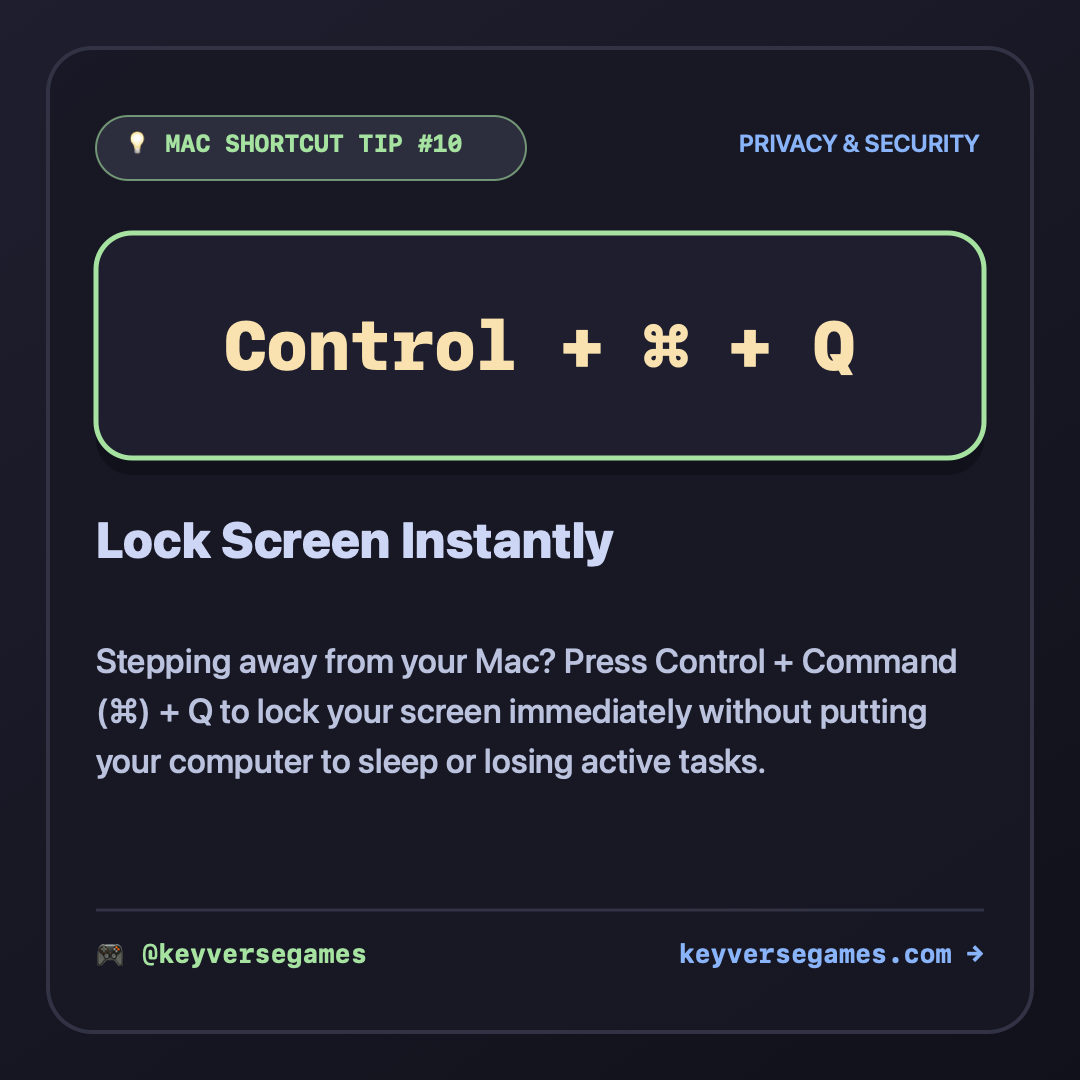 💡 MAC SHORTCUT TIP #10
PRIVACY & SECURITY
Control + ⌘ + Q
Lock Screen Instantly
Stepping away from your Mac? Press Control + Command
(⌘) + Q to lock your screen immediately without putting
your computer to sleep or losing active tasks.
🎮 @keyversegames
keyversegames.com →